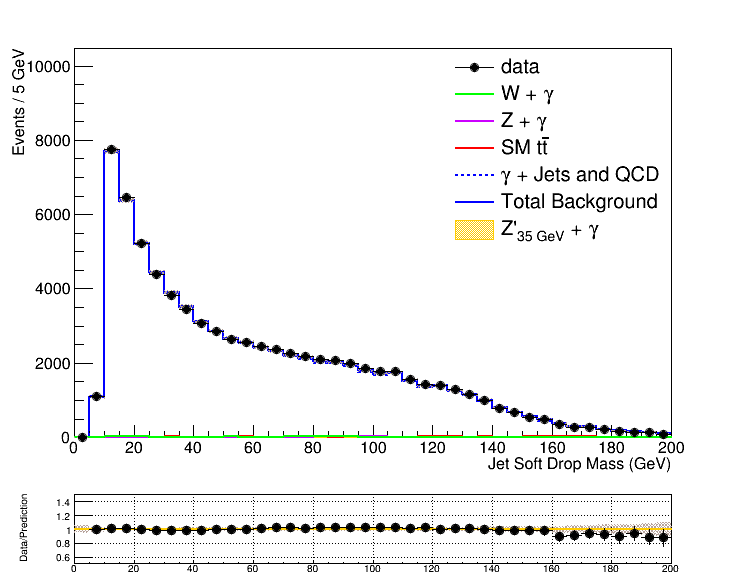 Events / 5 GeV
10000
8000
6000
4000
2000
0
data
W + γ
Z + γ
SM tt̄
γ + Jets and QCD
Total Background
Z'35 GeV + γ
0 20 40 60 80 100 120 140 160 180 200
Jet Soft Drop Mass (GeV)
Data/Prediction
1.4
1.2
1
0.8
0.6
0 20 40 60 80 100 120 140 160 180 200